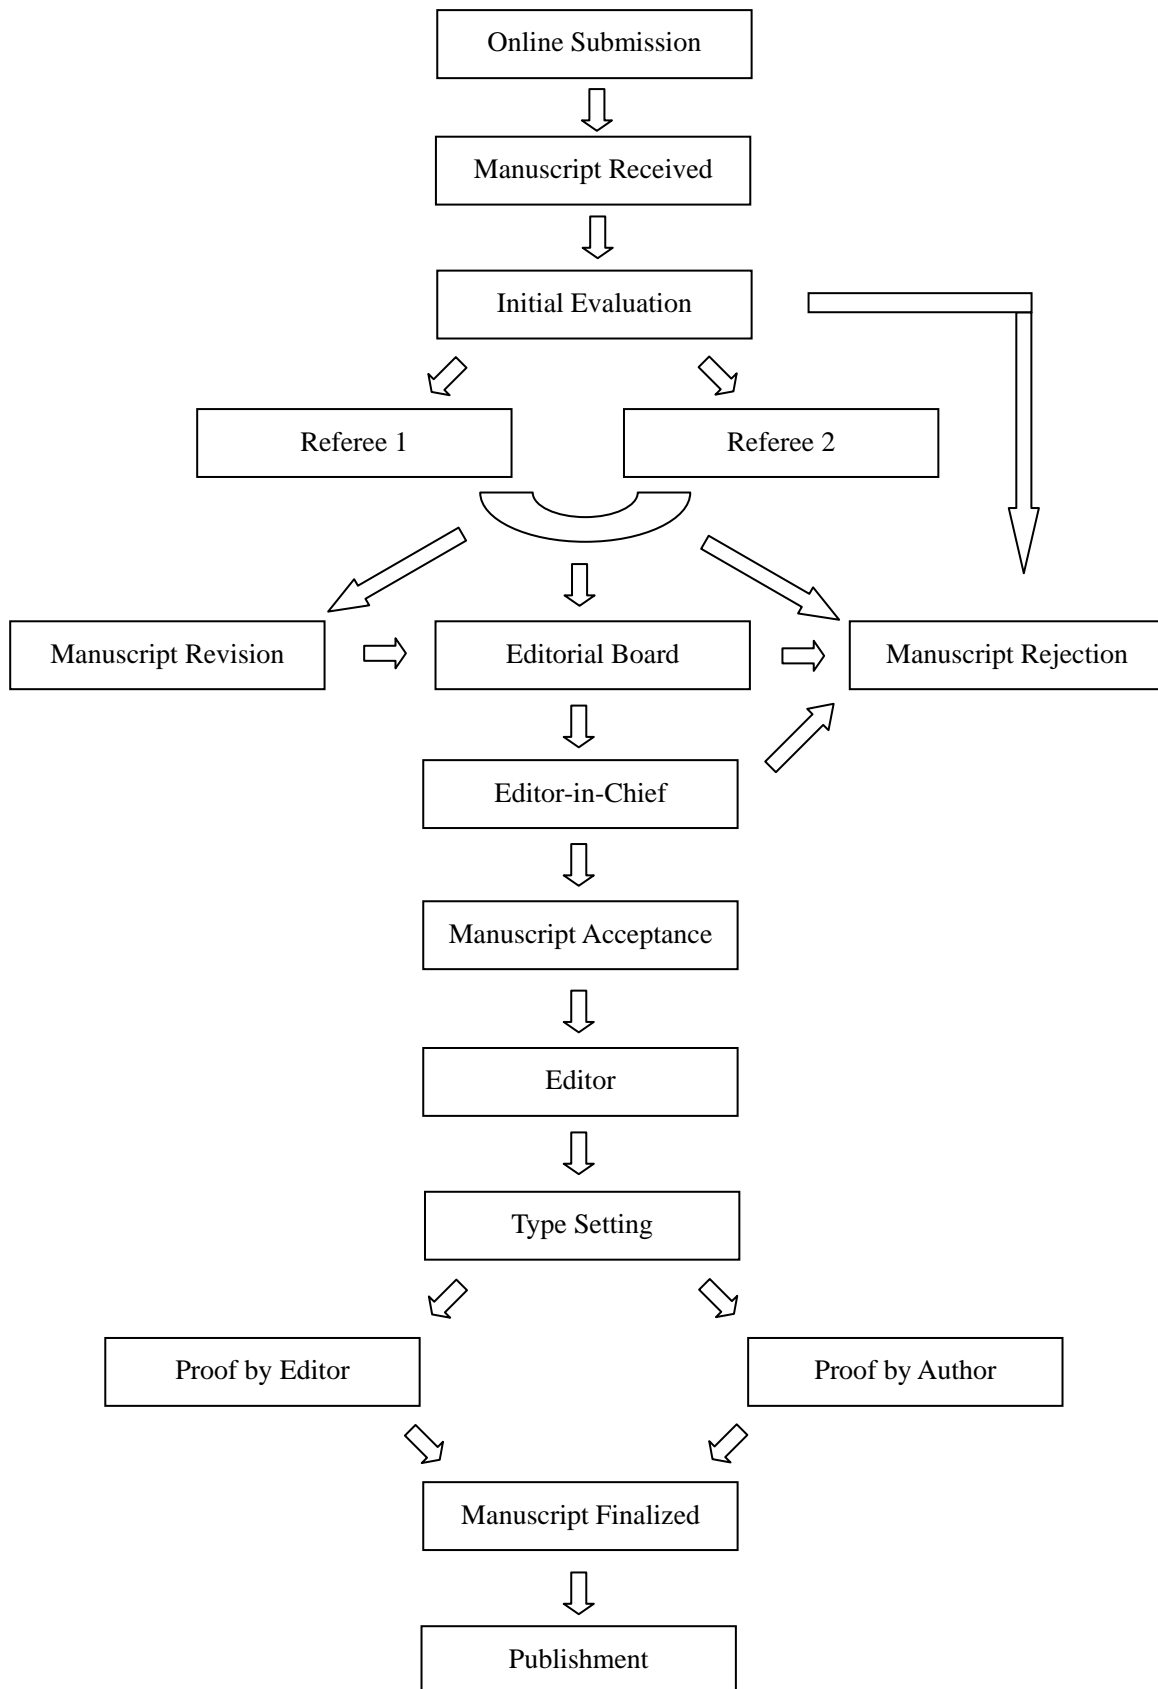 Online Submission
Manuscript Received
Initial Evaluation
Referee 1
Referee 2
Manuscript Revision
Editorial Board
Manuscript Rejection
Editor-in-Chief
Manuscript Acceptance
Editor
Type Setting
Proof by Editor
Proof by Author
Manuscript Finalized
Publishment